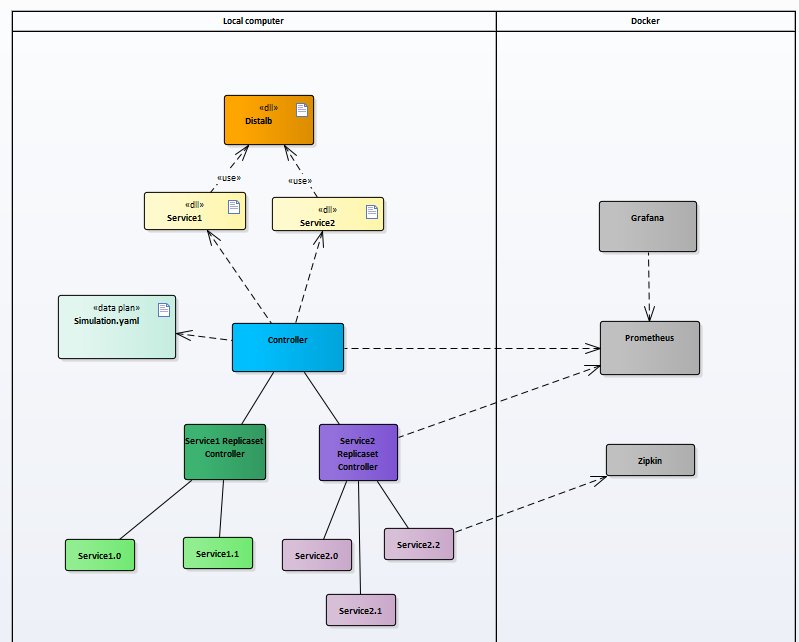 Local computer
Docker
«dll»
Distalb
«use»
«use»
«dll»
Service1
«dll»
Service2
Grafana
«data plan»
Simulation.yaml
Controller
Prometheus
Service1 Replicaset
Controller
Service2
Replicaset
Controller
Zipkin
Service1.0
Service1.1
Service2.0
Service2.2
Service2.1